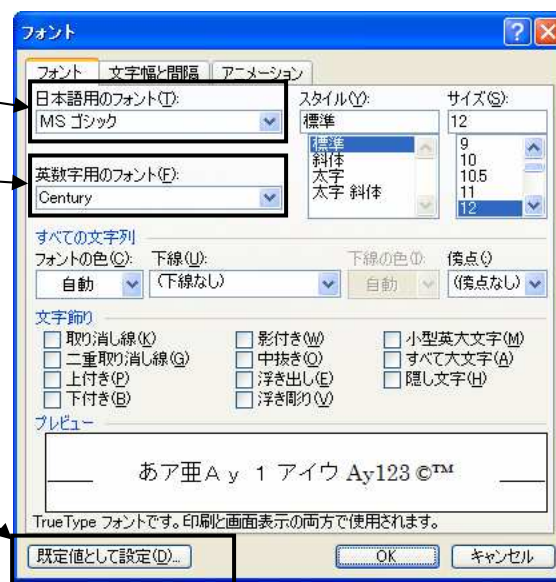 フォント
フォント 文字幅と間隔 アニメーション
日本語用のフォント(T): スタイル(Y): サイズ(S):
MS ゴシック 標準 12
標準 9
斜体 10
太字 10.5
太字 斜体 11
12
英数字用のフォント(F):
Century
すべての文字列
フォントの色(C): 下線(U): 下線の色(I): 傍点(:)
自動 (下線なし) 自動 (傍点なし)
文字飾り
取り消し線(K) 影付き(W) 小型英大文字(M)
二重取り消し線(G) 中抜き(O) すべて大文字(A)
上付き(P) 浮き出し(E) 隠し文字(H)
下付き(B) 浮き彫り(V)
プレビュー
あア亜Ａｙ １ アイウ Ay123 ©™
TrueType フォントです。印刷と画面表示の両方で使用されます。
既定値として設定(D)... OK キャンセル